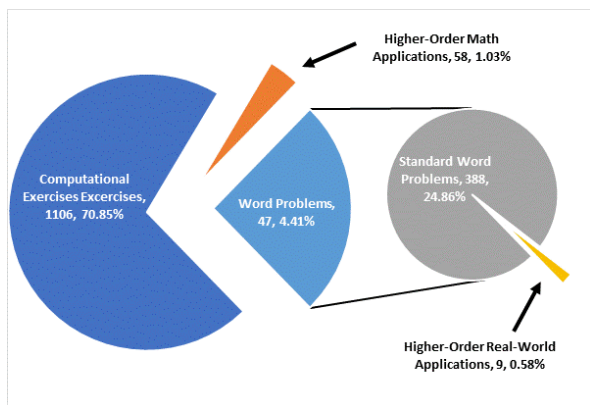 Higher-Order Math
Applications, 58, 1.03%
Computational
Exercises Excercises,
1106, 70.85%
Word Problems,
47, 4.41%
Standard Word
Problems, 388,
24.86%
Higher-Order Real-World
Applications, 9, 0.58%